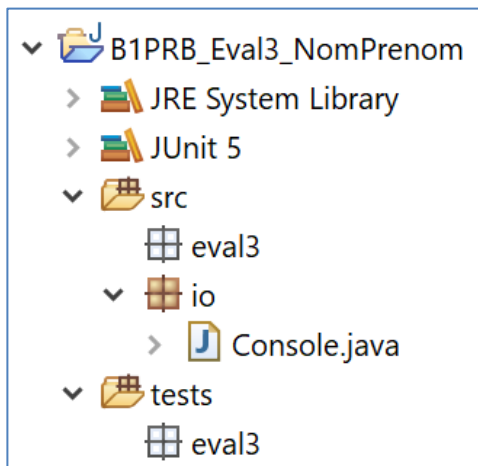 B1PRB_Eval3_NomPrenom
JRE System Library
JUnit 5
src
eval3
io
Console.java
tests
eval3